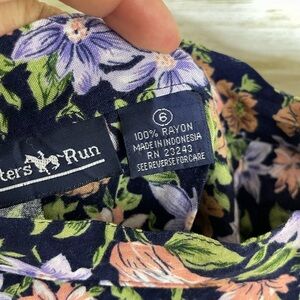 ters Run
6
100% RAYON
MADE IN INDONESIA
RN 23243
SEE REVERSE FOR CARE